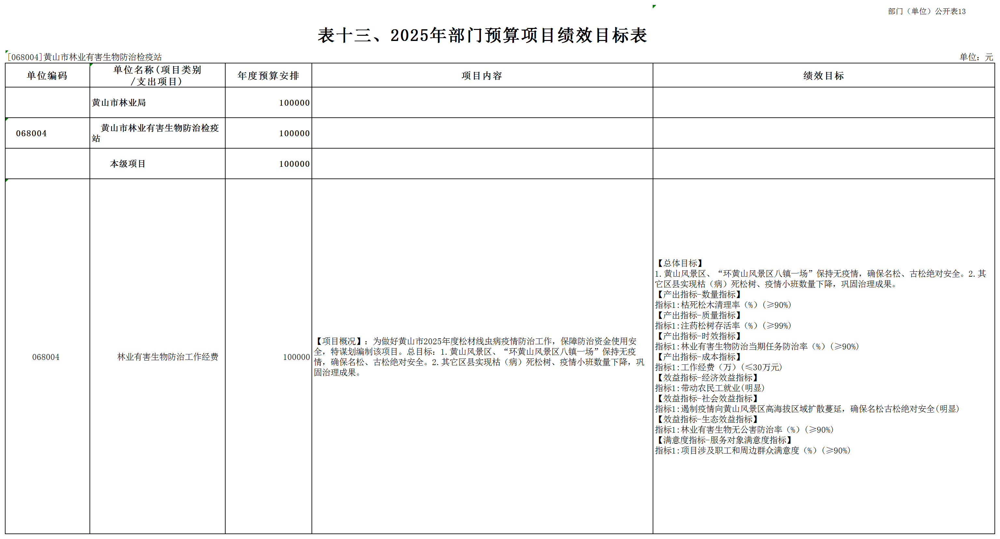 部门（单位）公开表13
表十三、2025年部门预算项目绩效目标表
[068004]黄山市林业有害生物防治检疫站
单位：元
单位编码
单位名称(项目类别
/支出项目)
年度预算安排
项目内容
绩效目标
黄山市林业局
100000
068004
黄山市林业有害生物防治检疫
站
100000
本级项目
100000
068004
林业有害生物防治工作经费
100000
【项目概况】：为做好黄山市2025年度松材线虫病疫情防治工作，保障防治资金使用安
全，特谋划编制该项目。总目标：1.黄山风景区、“环黄山风景区八镇一场”保持无疫
情，确保名松、古松绝对安全。2.其它区县实现枯（病）死松树、疫情小班数量下降，巩
固治理成果。
【总体目标】
1.黄山风景区、“环黄山风景区八镇一场”保持无疫情，确保名松、古松绝对安全。2.其
它区县实现枯（病）死松树、疫情小班数量下降，巩固治理成果。
【产出指标-数量指标】
指标1:枯死松木清理率（%）(≥90%)
【产出指标-质量指标】
指标1:注药松树存活率（%）(≥99%)
【产出指标-时效指标】
指标1:林业有害生物防治当期任务防治率（%）(≥90%)
【产出指标-成本指标】
指标1:工作经费（万）(≤30万元)
【效益指标-经济效益指标】
指标1:带动农民工就业(明显)
【效益指标-社会效益指标】
指标1:遏制疫情向黄山风景区高海拔区域扩散蔓延，确保名松古松绝对安全(明显)
【效益指标-生态效益指标】
指标1:林业有害生物无公害防治率（%）(≥90%)
【满意度指标-服务对象满意度指标】
指标1:项目涉及职工和周边群众满意度（%）(≥90%)